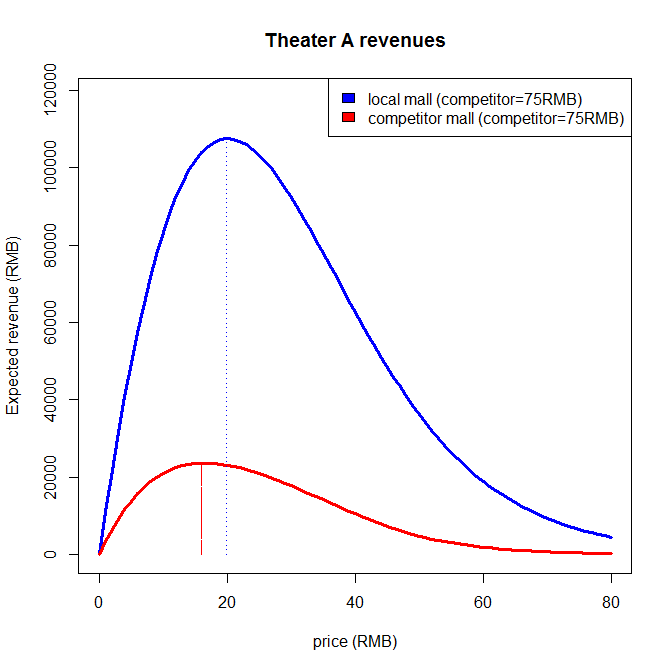 Theater A revenues
local mall (competitor=75RMB)
competitor mall (competitor=75RMB)
Expected revenue (RMB)
120000
100000
80000
60000
40000
20000
0
0 20 40 60 80
price (RMB)